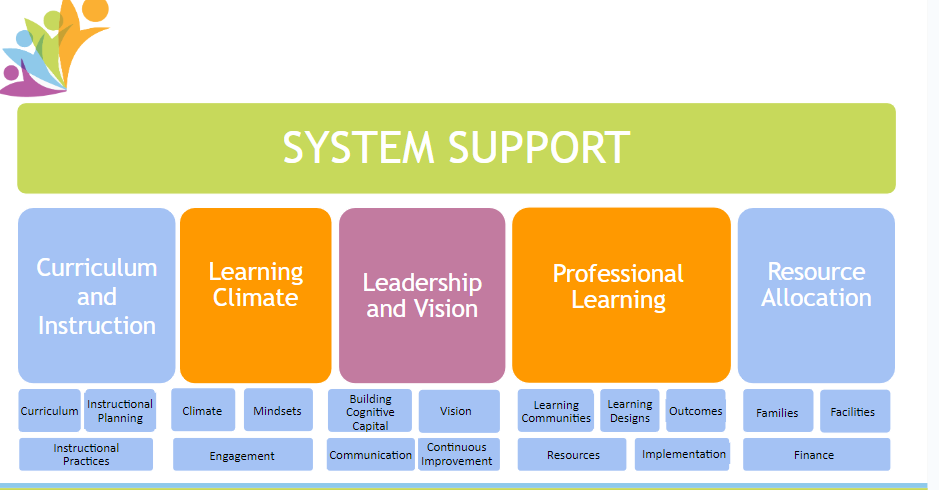 SYSTEM SUPPORT
Curriculum
and
Instruction
Learning
Climate
Leadership
and Vision
Professional
Learning
Resource
Allocation
Curriculum
Instructional
Planning
Instructional
Practices
Climate
Mindsets
Engagement
Building
Cognitive
Capital
Vision
Communication
Continuous
Improvement
Learning
Communities
Learning
Designs
Outcomes
Resources
Implementation
Families
Facilities
Finance